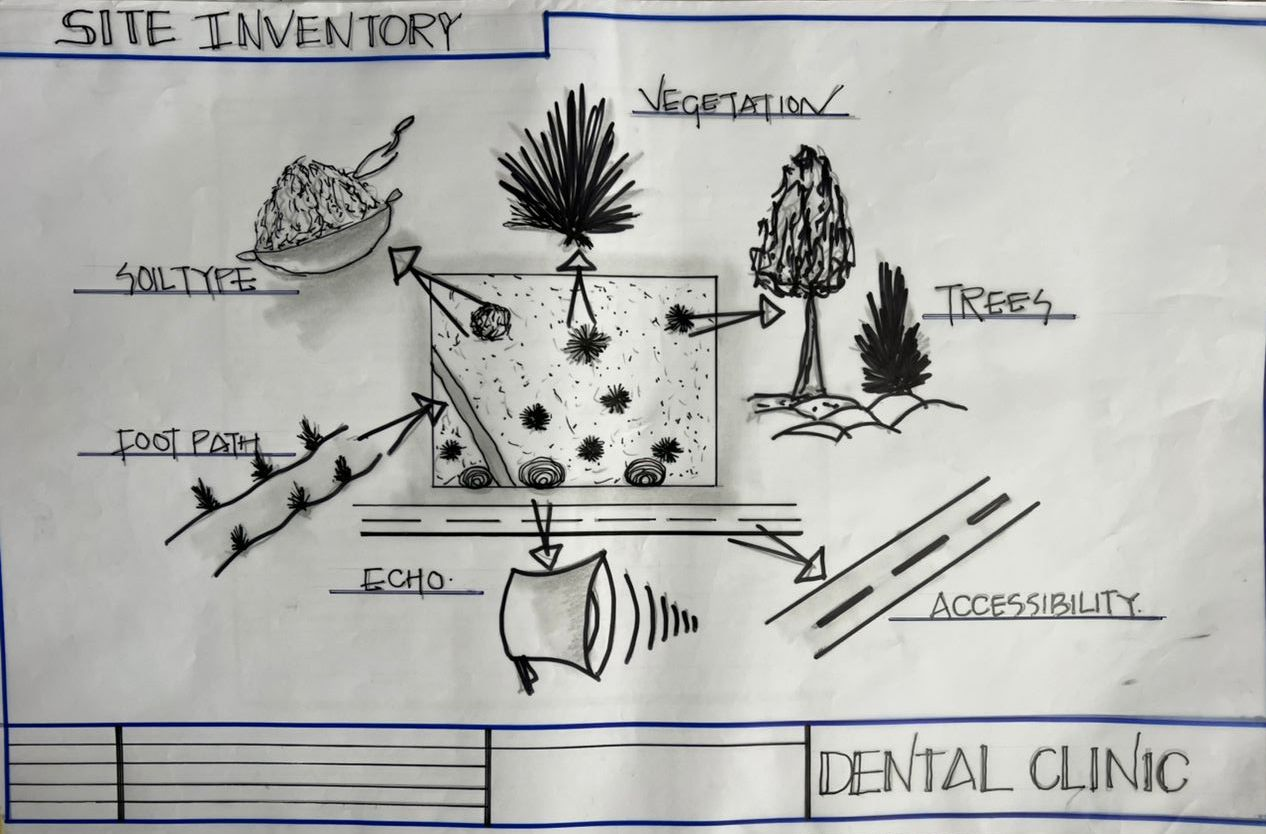 SITE INVENTORY
VEGETATION
SOILTYPE
TREES
FOOT PATH
ECHO.
ACCESSIBILITY.
DENTAL CLINIC